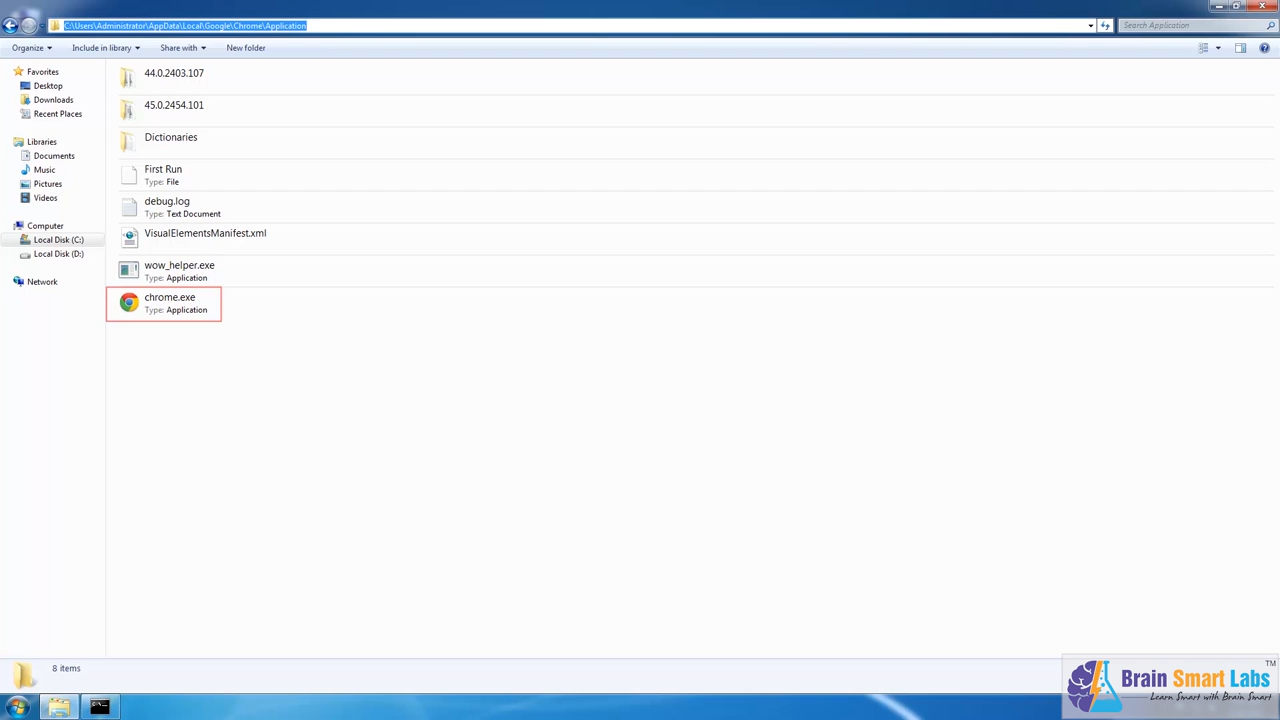 C:\Users\Administrator\AppData\Local\Google\Chrome\Application
Search Application
Organize
Include in library
Share with
New folder
Favorites
Desktop
Downloads
Recent Places
Libraries
Documents
Music
Pictures
Videos
Computer
Local Disk (C:)
Local Disk (D:)
Network
44.0.2403.107
45.0.2454.101
Dictionaries
First Run
Type: File
debug.log
Type: Text Document
VisualElementsManifest.xml
wow_helper.exe
Type: Application
chrome.exe
Type: Application
8 items
TM
Brain Smart Labs
Learn Smart with Brain Smart